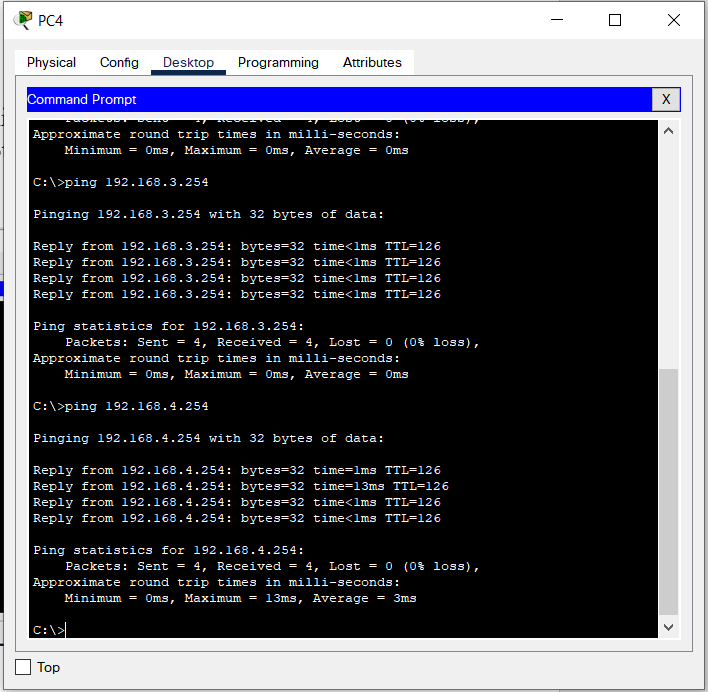 PC4
Physical Config Desktop Programming Attributes
Command Prompt
X
Packets: Sent = 4, Received = 4, Lost = 0 (0% loss),
Approximate round trip times in milli-seconds:
Minimum = 0ms, Maximum = 0ms, Average = 0ms
C:\>ping 192.168.3.254
Pinging 192.168.3.254 with 32 bytes of data:
Reply from 192.168.3.254: bytes=32 time<1ms TTL=126
Reply from 192.168.3.254: bytes=32 time<1ms TTL=126
Reply from 192.168.3.254: bytes=32 time<1ms TTL=126
Reply from 192.168.3.254: bytes=32 time<1ms TTL=126
Ping statistics for 192.168.3.254:
Packets: Sent = 4, Received = 4, Lost = 0 (0% loss),
Approximate round trip times in milli-seconds:
Minimum = 0ms, Maximum = 0ms, Average = 0ms
C:\>ping 192.168.4.254
Pinging 192.168.4.254 with 32 bytes of data:
Reply from 192.168.4.254: bytes=32 time=1ms TTL=126
Reply from 192.168.4.254: bytes=32 time=13ms TTL=126
Reply from 192.168.4.254: bytes=32 time<1ms TTL=126
Reply from 192.168.4.254: bytes=32 time<1ms TTL=126
Ping statistics for 192.168.4.254:
Packets: Sent = 4, Received = 4, Lost = 0 (0% loss),
Approximate round trip times in milli-seconds:
Minimum = 0ms, Maximum = 13ms, Average = 3ms
C:\>
Top